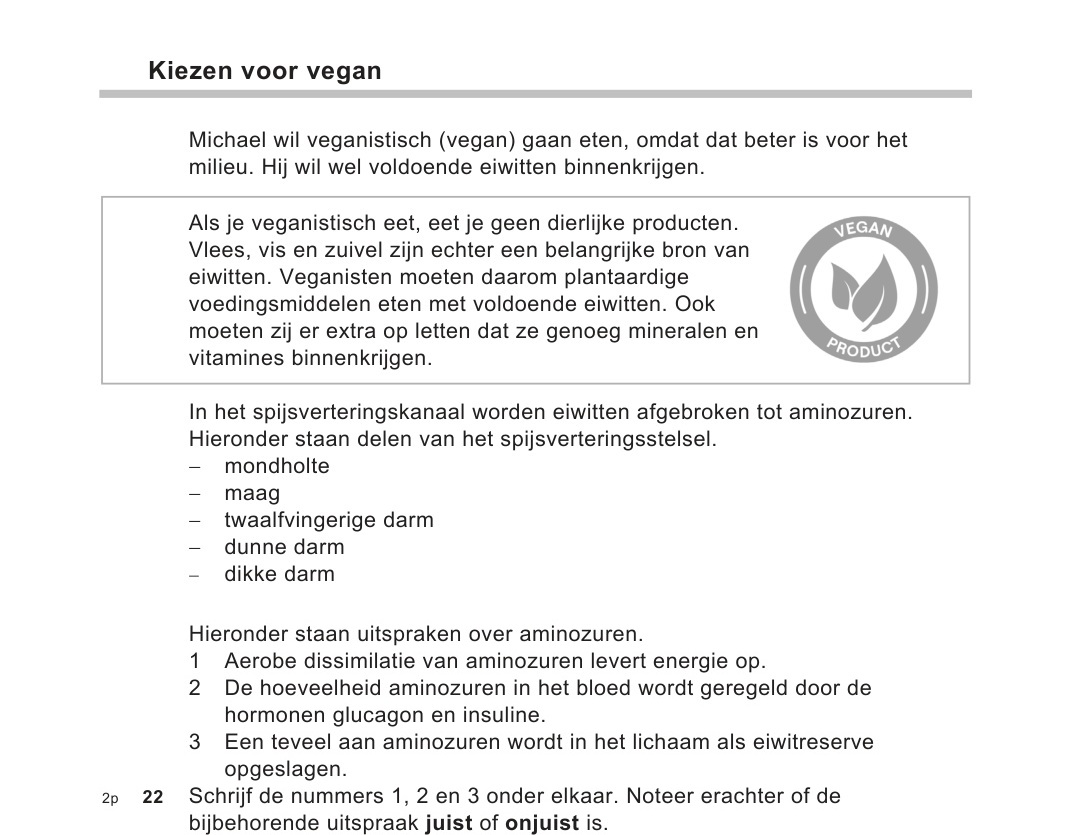 Kiezen voor vegan
Michael wil veganistisch (vegan) gaan eten, omdat dat beter is voor het
milieu. Hij wil wel voldoende eiwitten binnenkrijgen.
Als je veganistisch eet, eet je geen dierlijke producten.
Vlees, vis en zuivel zijn echter een belangrijke bron van
eiwitten. Veganisten moeten daarom plantaardige
voedingsmiddelen eten met voldoende eiwitten. Ook
moeten zij er extra op letten dat ze genoeg mineralen en
vitamines binnenkrijgen.
VEGAN
PRODUCT
In het spijsverteringskanaal worden eiwitten afgebroken tot aminozuren.
Hieronder staan delen van het spijsverteringsstelsel.
– mondholte
– maag
– twaalfvingerige darm
– dunne darm
– dikke darm
Hieronder staan uitspraken over aminozuren.
1 Aerobe dissimilatie van aminozuren levert energie op.
2 De hoeveelheid aminozuren in het bloed wordt geregeld door de
hormonen glucagon en insuline.
3 Een teveel aan aminozuren wordt in het lichaam als eiwitreserve
opgeslagen.
2p 22 Schrijf de nummers 1, 2 en 3 onder elkaar. Noteer erachter of de
bijbehorende uitspraak juist of onjuist is.